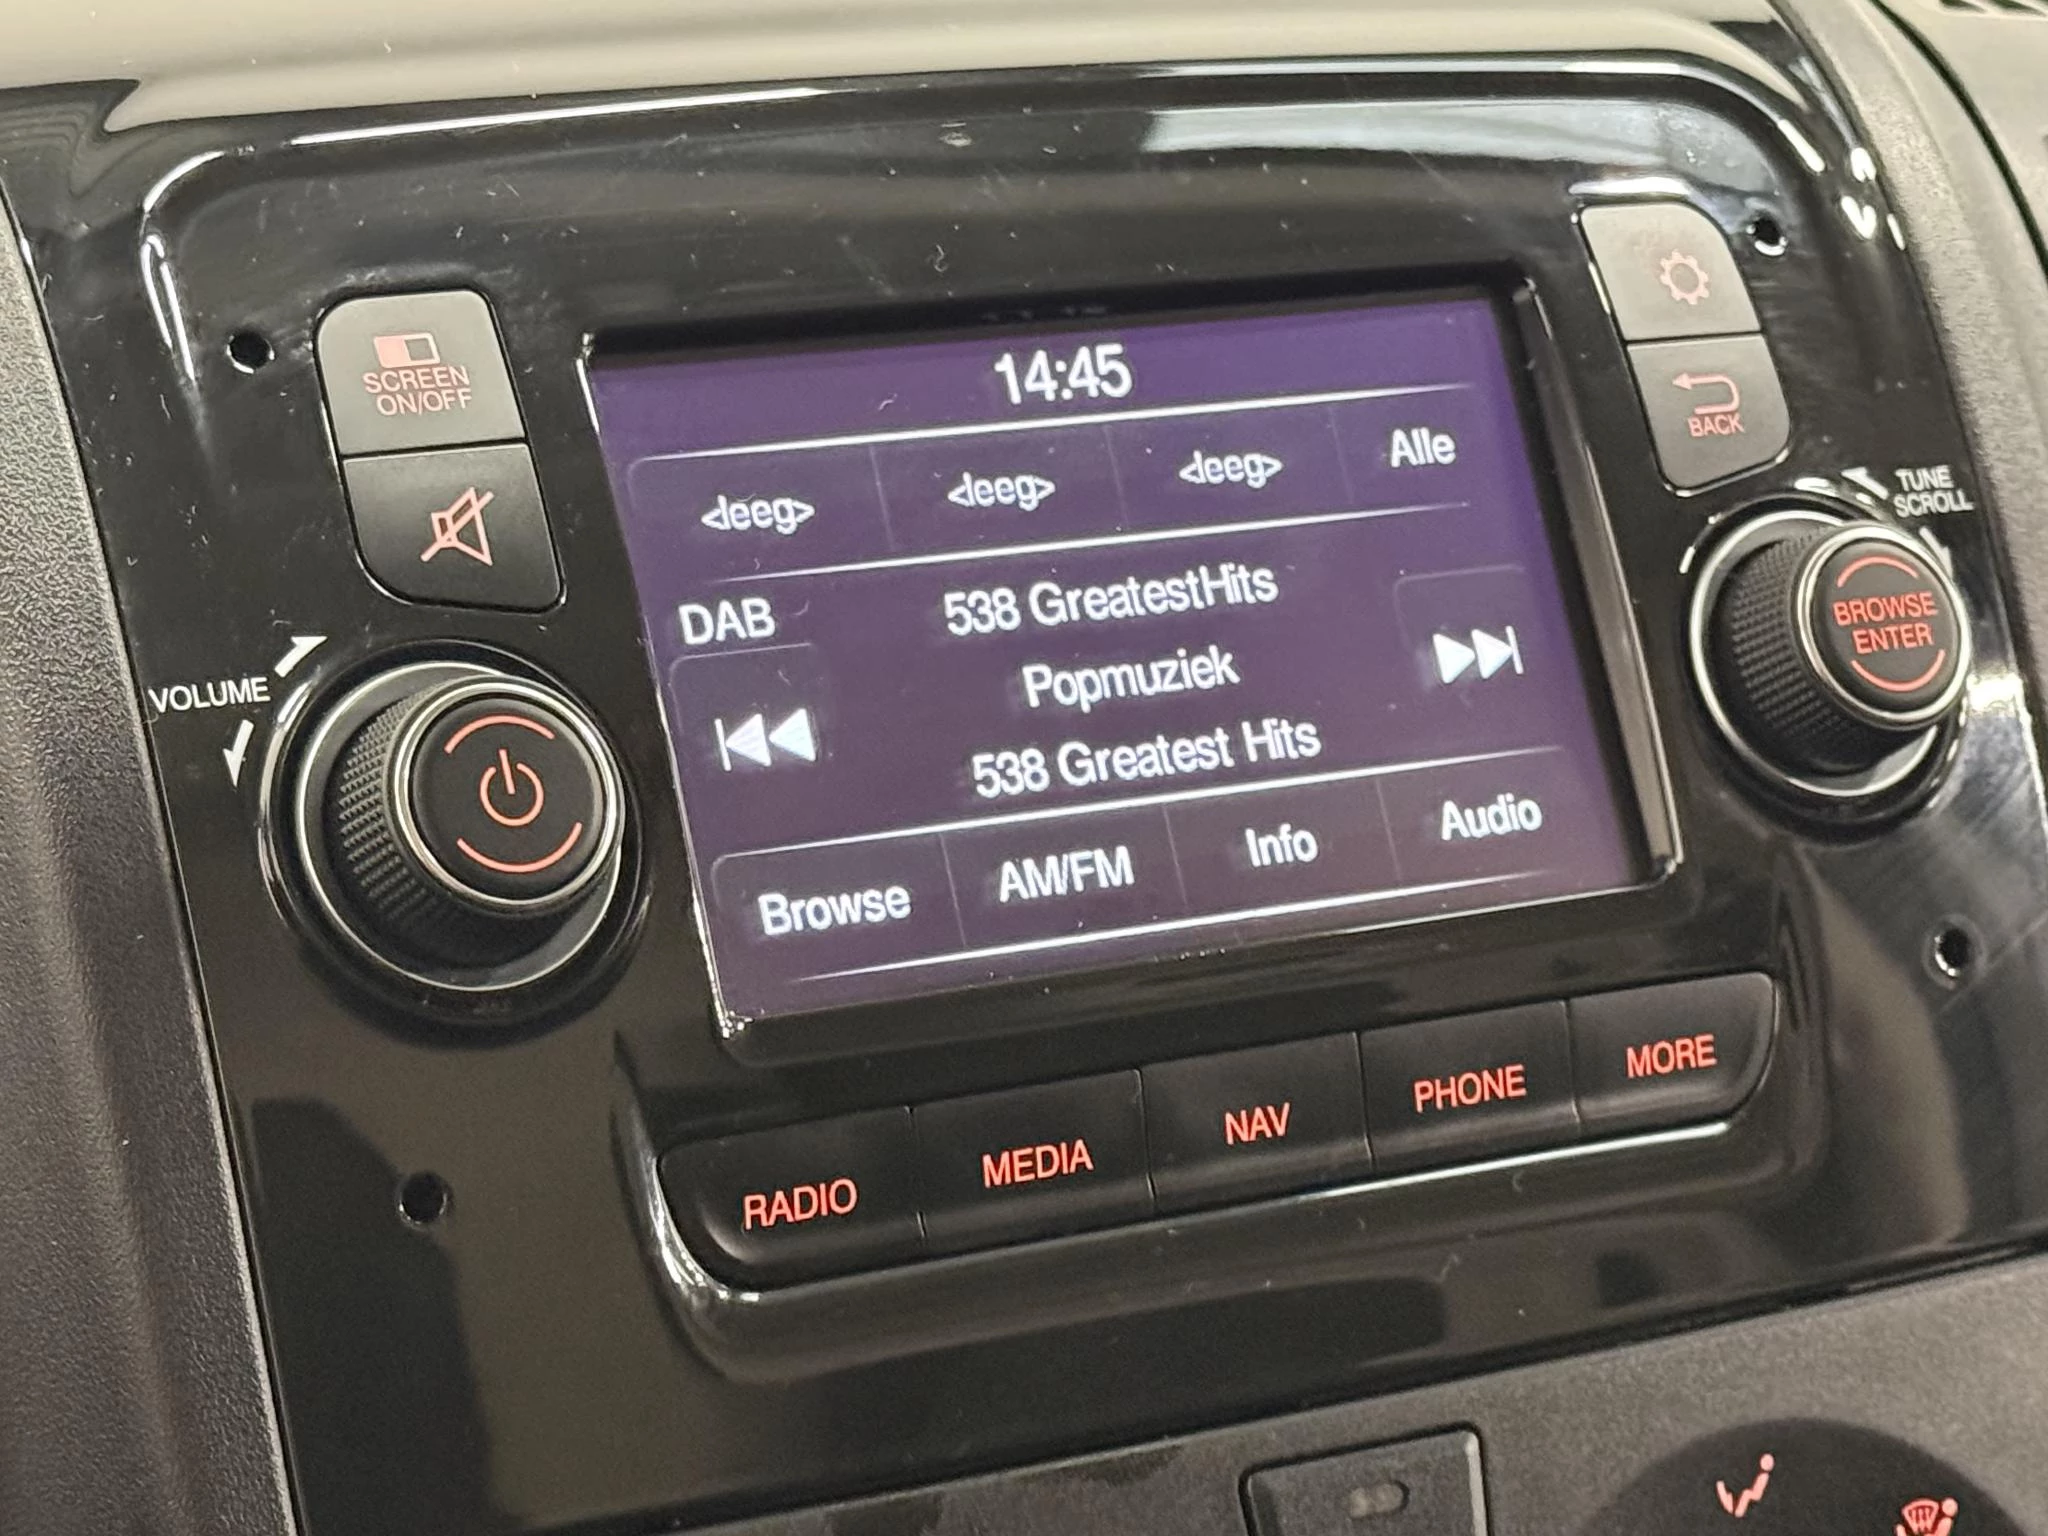 SCREEN
ON/OFF
VOLUME
14:45
<leeg> <leeg> <leeg> Alle
DAB
538 GreatestHits
Popmuziek
538 Greatest Hits
Browse AM/FM Info Audio
BACK
TUNE
SCROLL
BROWSE
ENTER
RADIO MEDIA NAV PHONE MORE